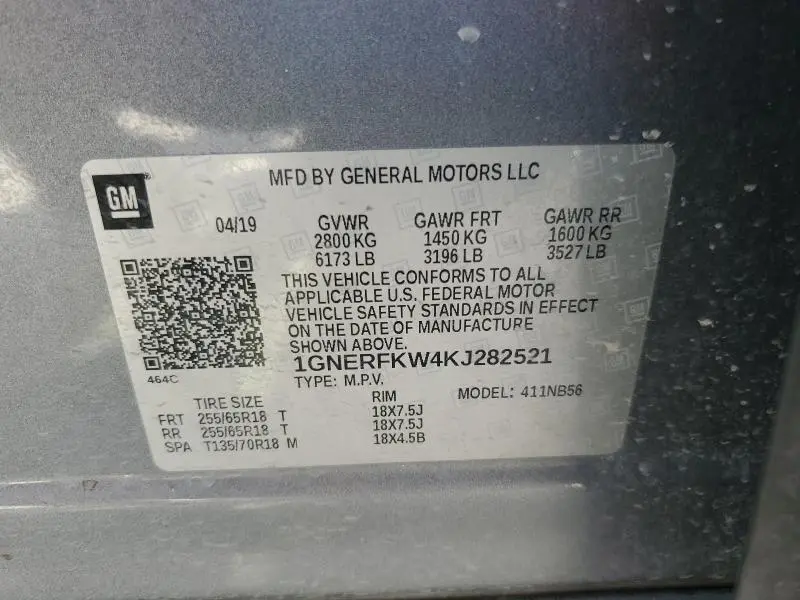 GM
MFD BY GENERAL MOTORS LLC
04/19 GVWR GAWR FRT GAWR RR
2800 KG 1450 KG 1600 KG
6173 LB 3196 LB 3527 LB
THIS VEHICLE CONFORMS TO ALL
APPLICABLE U.S. FEDERAL MOTOR
VEHICLE SAFETY STANDARDS IN EFFECT
ON THE DATE OF MANUFACTURE
SHOWN ABOVE.
1GNERFKW4KJ282521
464C TYPE: M.P.V. MODEL: 411NB56
TIRE SIZE RIM
FRT 255/65R18 T 18X7.5J
RR 255/65R18 T 18X7.5J
SPA T135/70R18 M 18X4.5B